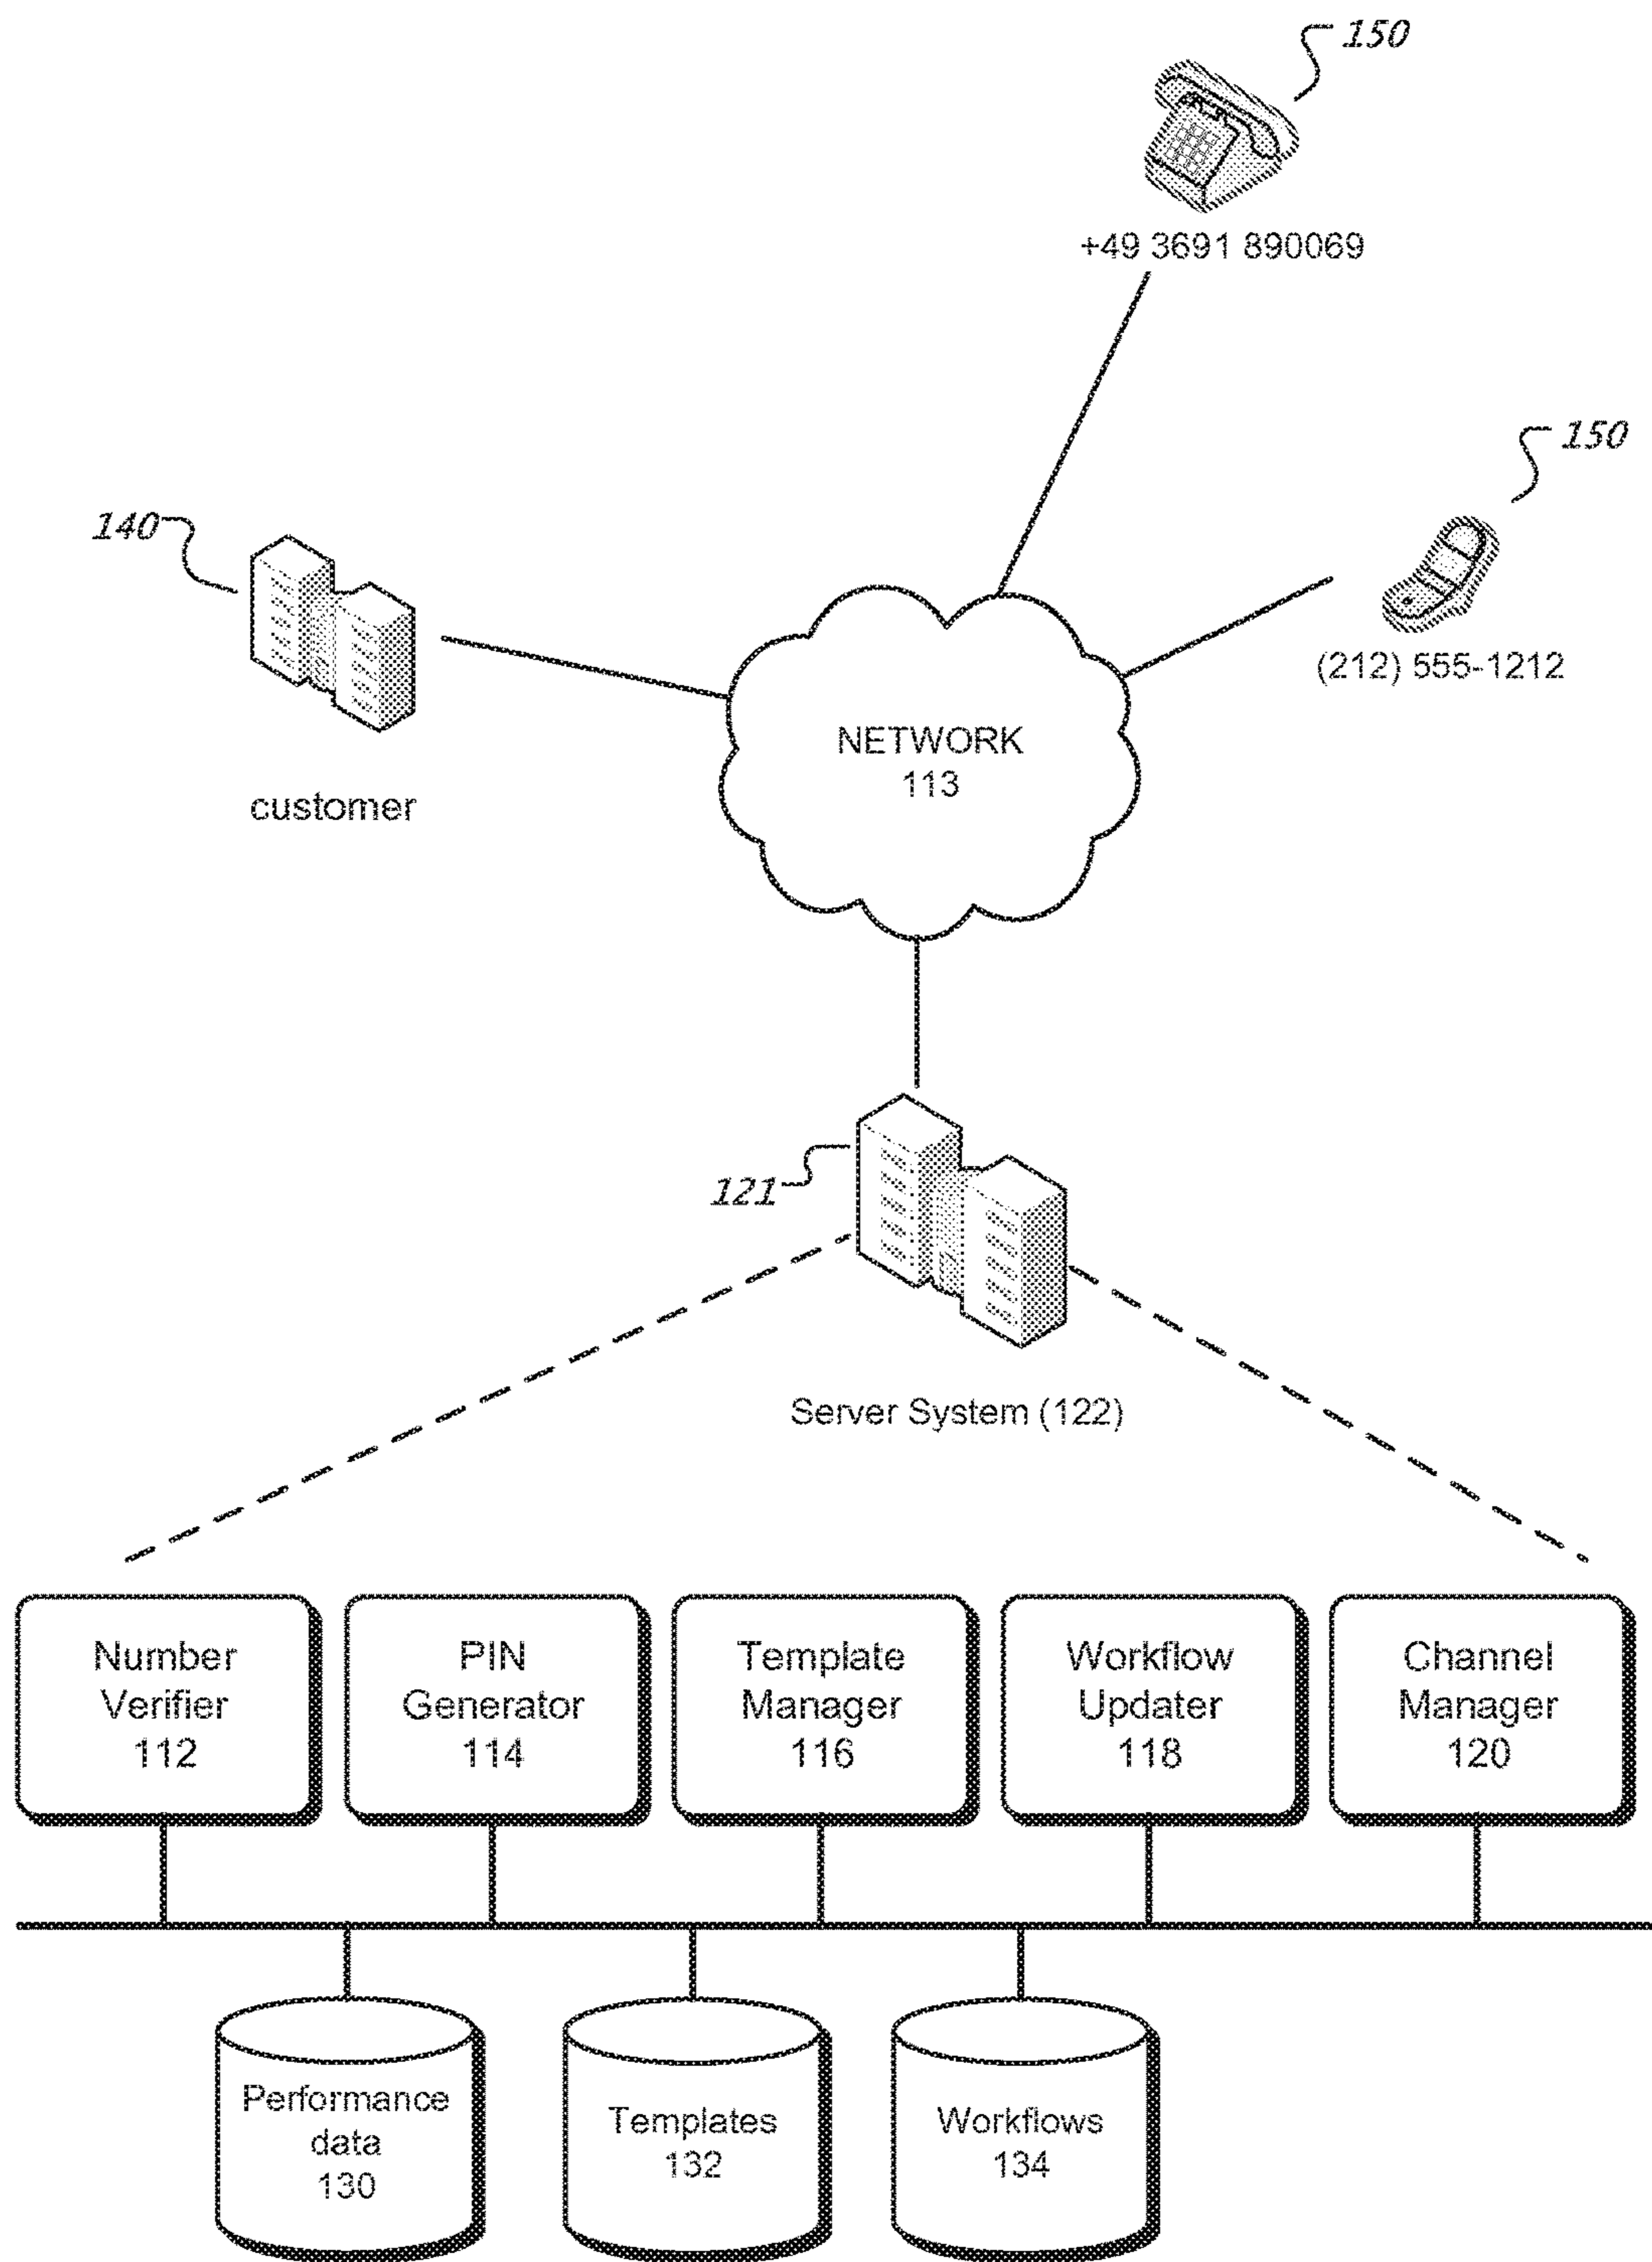 150
+49 3691 890069
150
(212) 555-1212
140
customer
NETWORK
113
121
Server System (122)
Number
Verifier
112
PIN
Generator
114
Template
Manager
116
Workflow
Updater
118
Channel
Manager
120
Performance
data
130
Templates
132
Workflows
134